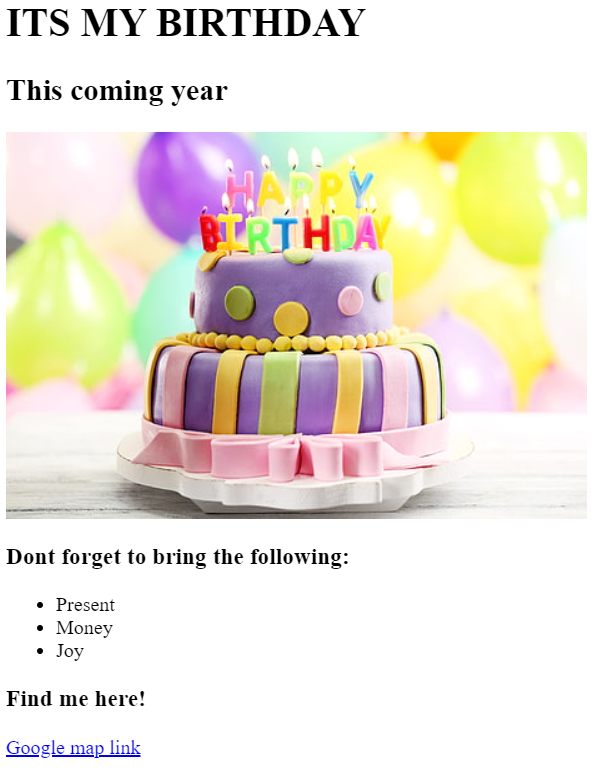 ITS MY BIRTHDAY
This coming year
HAPPY
BIRTHDAY
Dont forget to bring the following:
Present
Money
Joy
Find me here!
Google map link